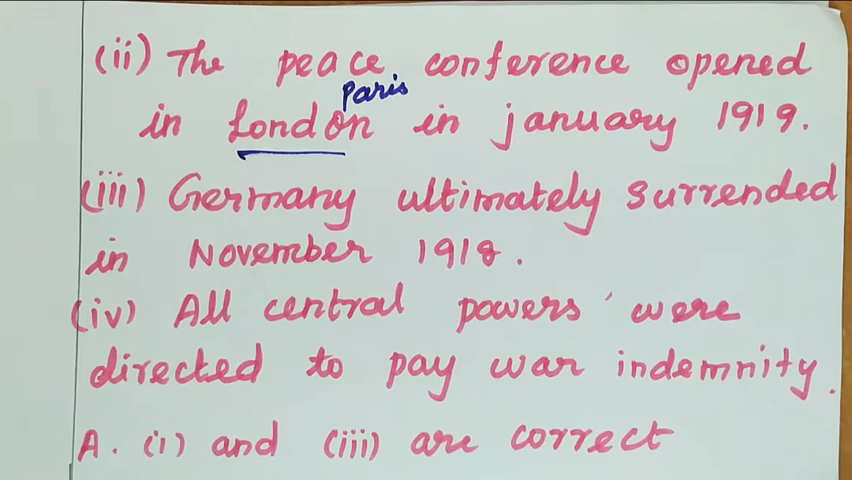 (ii) The peace conference opened
Paris
in London in january 1919.
(iii) Germany ultimately surrended
in November 1918.
(iv) All central powers were
directed to pay war indemnity.
A. (i) and (iii) are correct